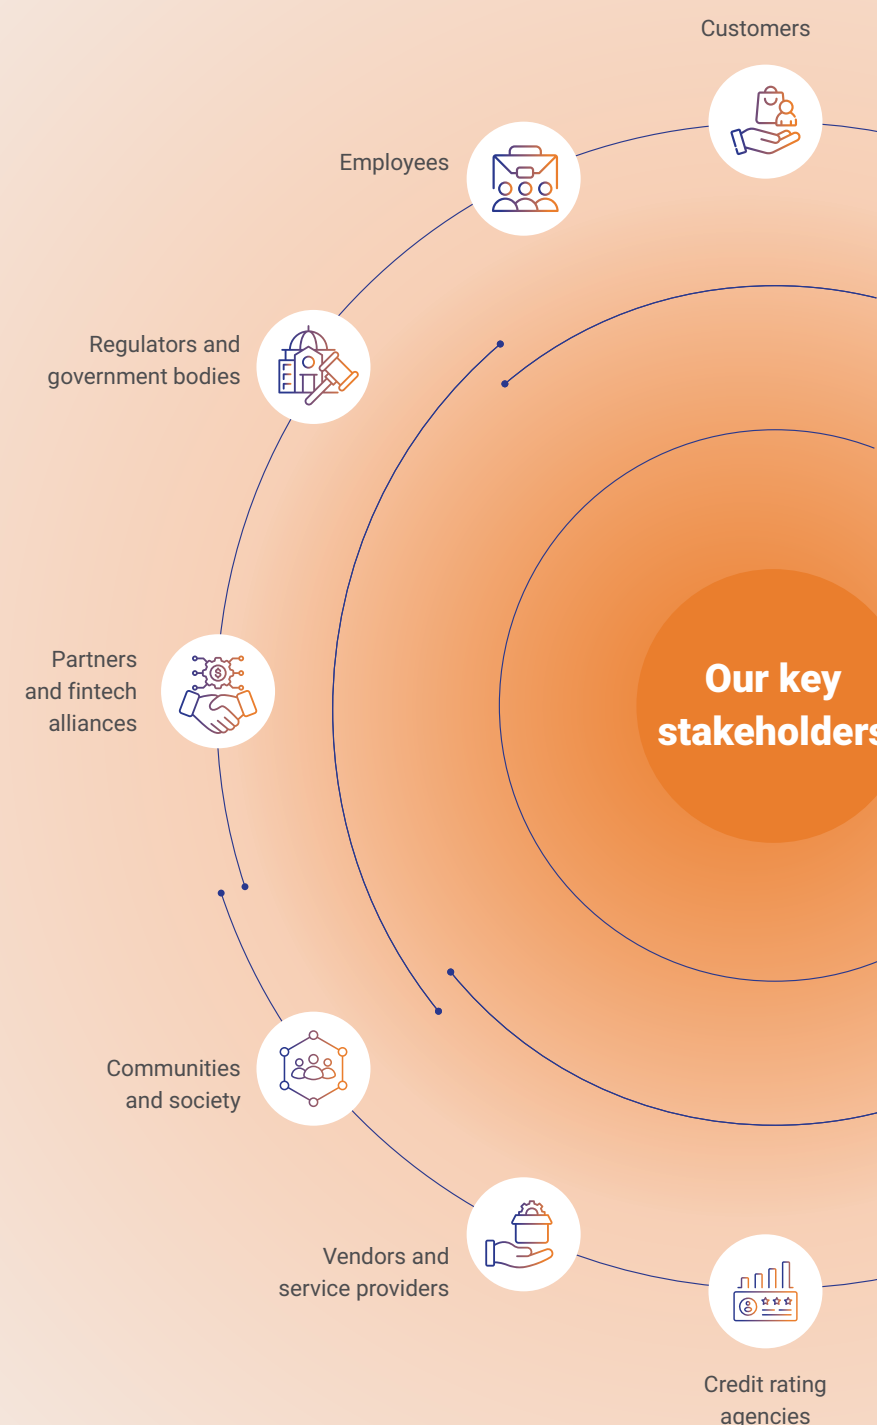 Customers
Employees
Regulators and
government bodies
Partners
and fintech
alliances
Our key
stakeholders
Communities
and society
Vendors and
service providers
Credit rating
agencies